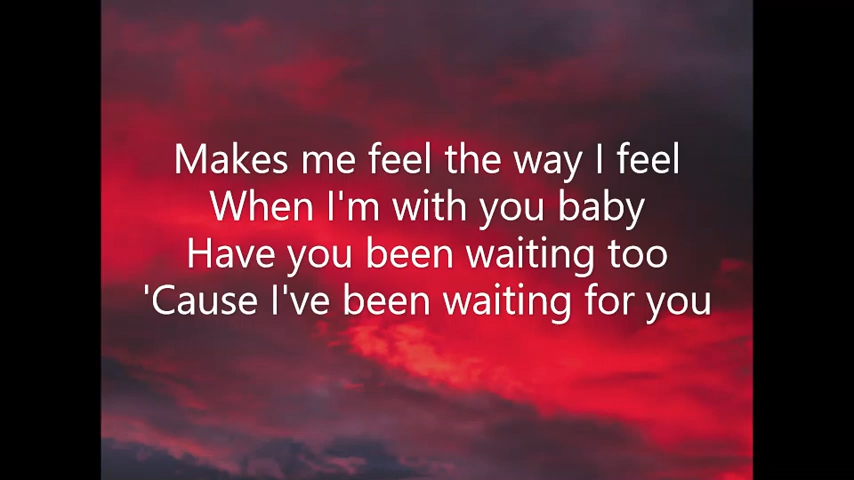 Makes me feel the way I feel
When I'm with you baby
Have you been waiting too
'Cause I've been waiting for you